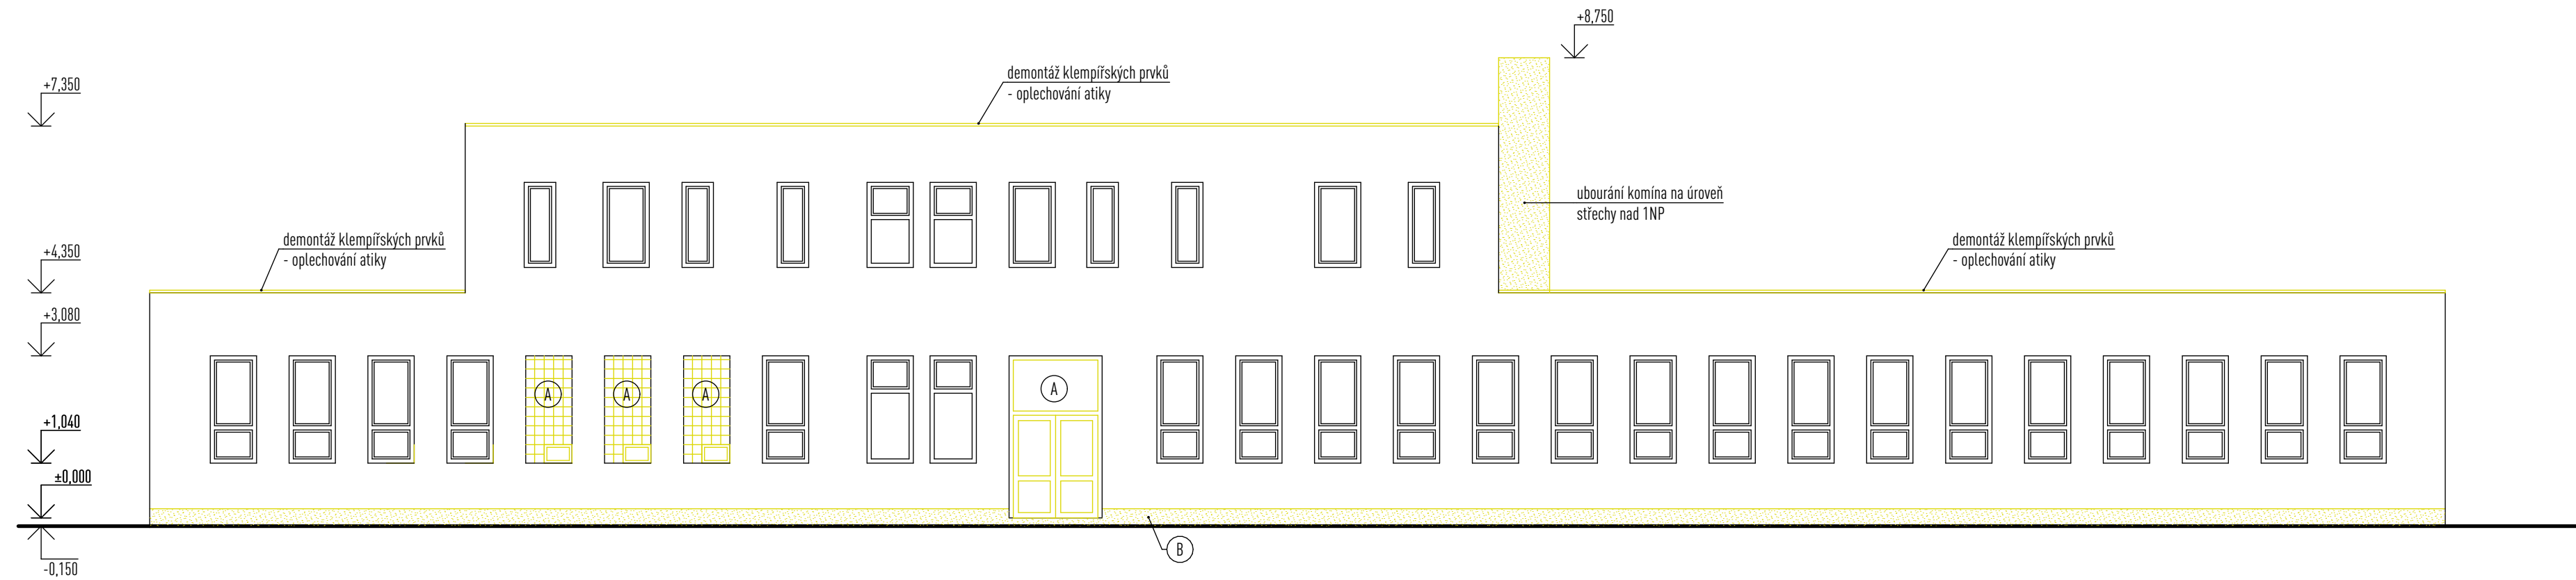 +8,750
+7,350
demontáž klempířských prvků
- oplechování atiky
ubourání komína na úroveň
střechy nad 1NP
+4,350
demontáž klempířských prvků
- oplechování atiky
demontáž klempířských prvků
- oplechování atiky
+3,080
A
A
A
A
+1,040
±0,000
B
-0,150